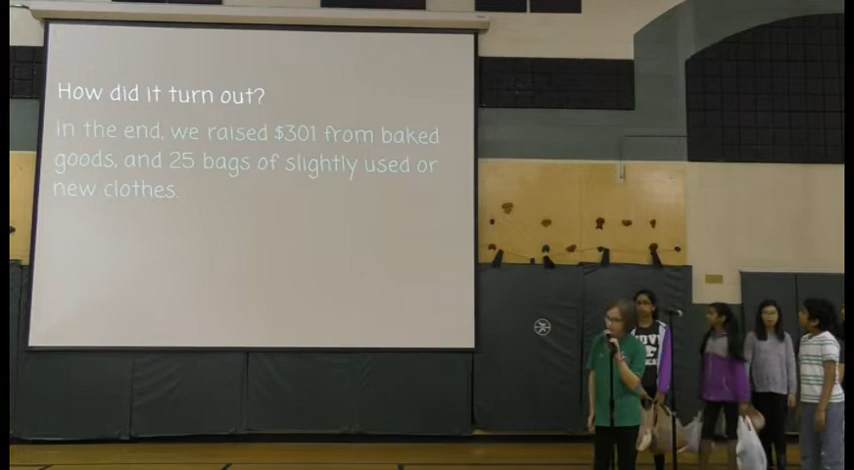 How did it turn out?
In the end, we raised $301 from baked
goods, and 25 bags of slightly used or
new clothes.